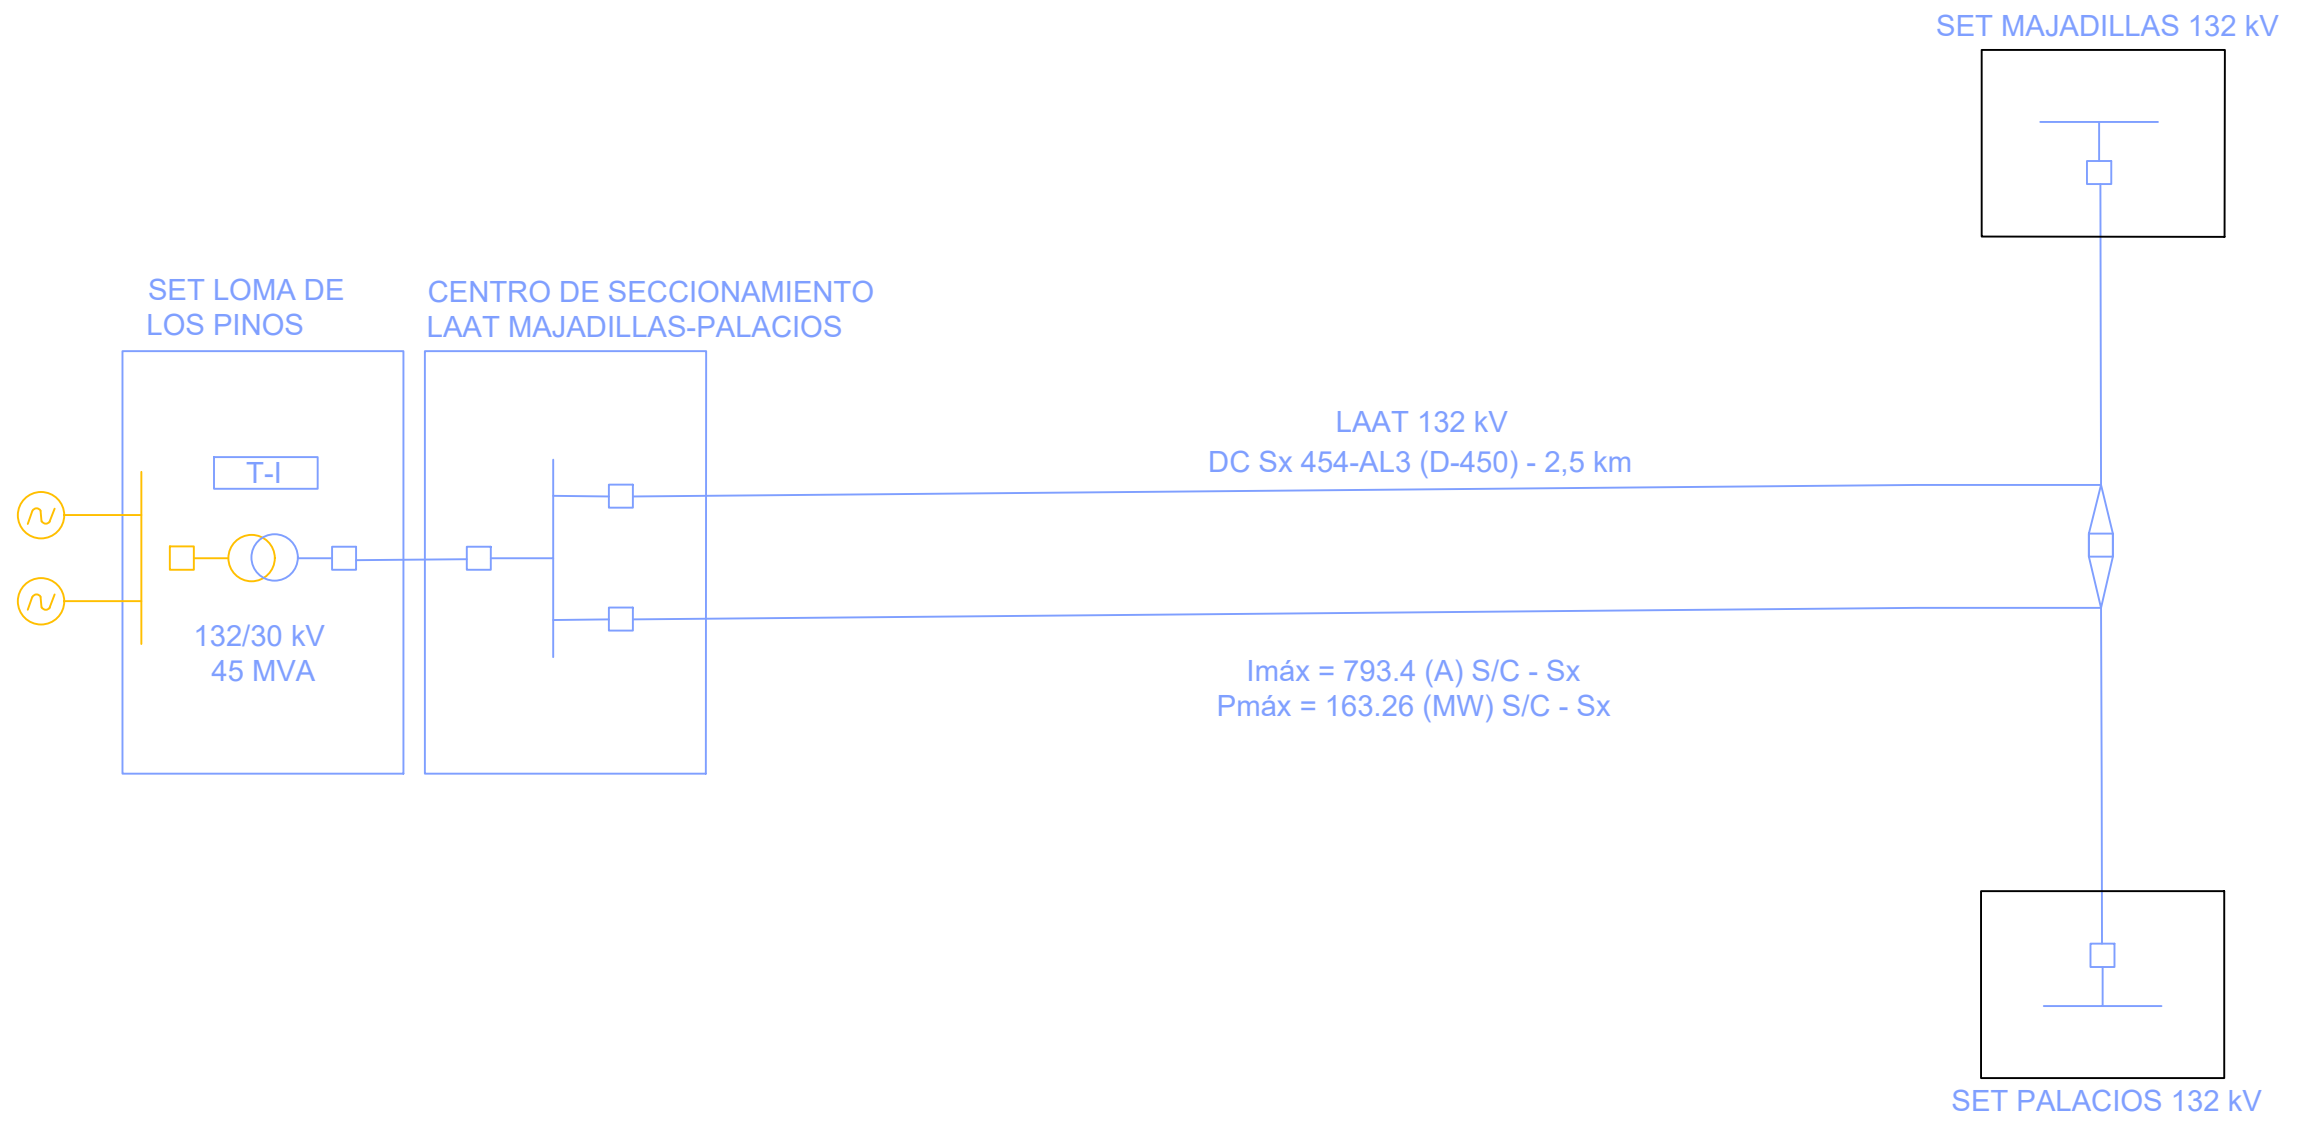 SET MAJADILLAS 132 kV
SET LOMA DE
LOS PINOS
CENTRO DE SECCIONAMIENTO
LAAT MAJADILLAS-PALACIOS
T-I
132/30 kV
45 MVA
LAAT 132 kV
DC Sx 454-AL3 (D-450) - 2,5 km
Imáx = 793.4 (A) S/C - Sx
Pmáx = 163.26 (MW) S/C - Sx
SET PALACIOS 132 kV